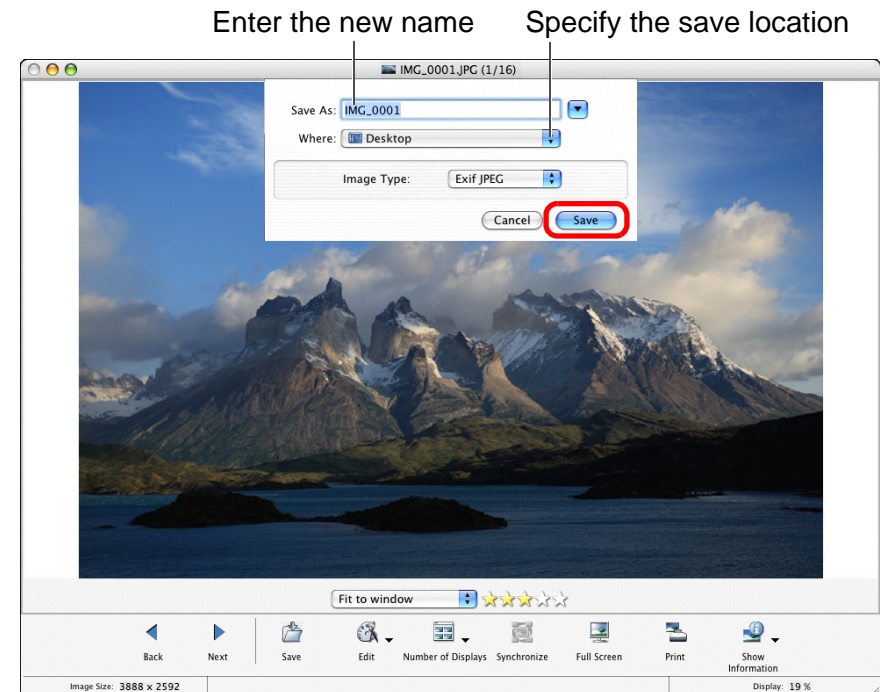 Enter the new name Specify the save location
IMG_0001.JPG (1/16)
Save As: IMG_0001
Where: Desktop
Image Type: Exif JPEG
Cancel Save
Fit to window
Back Next Save Edit Number of Displays Synchronize Full Screen Print Show Information
Image Size: 3888 x 2592 Display: 19 %